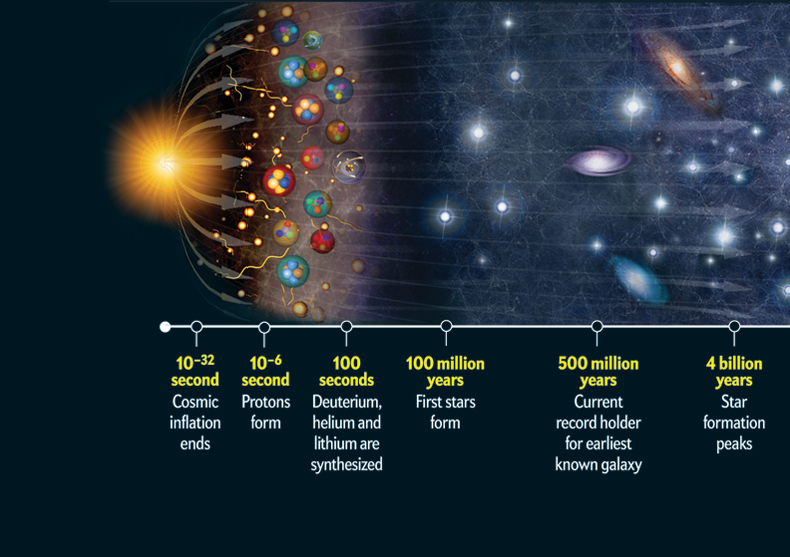 10⁻³²
second
Cosmic
inflation
ends
10⁻⁶
second
Protons
form
100
seconds
Deuterium,
helium and
lithium are
synthesized
100 million
years
First stars
form
500 million
years
Current
record holder
for earliest
known galaxy
4 billion
years
Star
formation
peaks